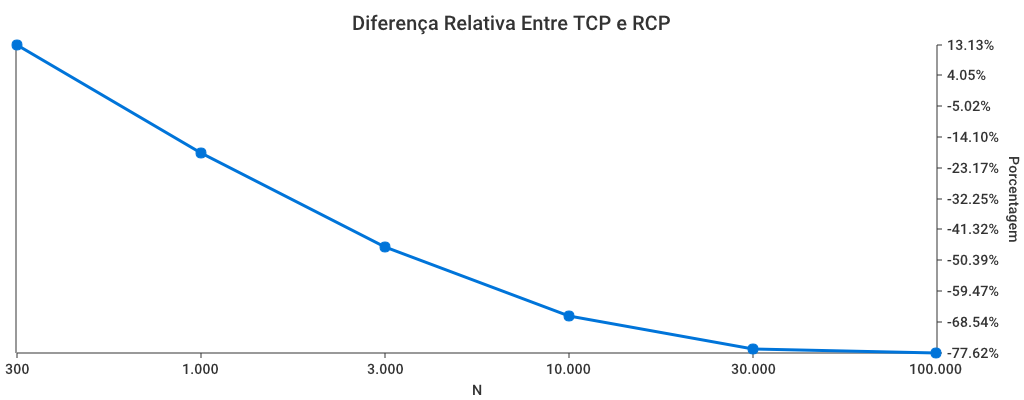 Diferença Relativa Entre TCP e RCP
13.13%
4.05%
-5.02%
-14.10%
-23.17%
-32.25%
-41.32%
-50.39%
-59.47%
-68.54%
-77.62%
Porcentagem
300 1.000 3.000 10.000 30.000 100.000
N